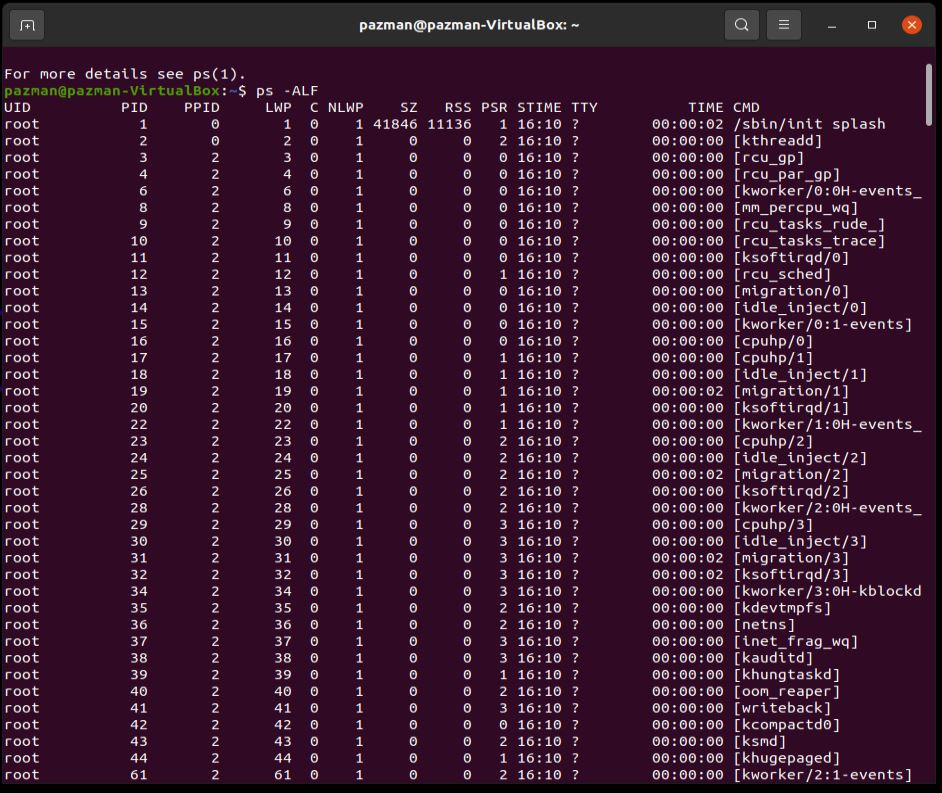 pazman@pazman-VirtualBox: ~
For more details see ps(1).
pazman@pazman-VirtualBox:~$ ps -ALF
UID PID PPID LWP C NLWP SZ RSS PSR STIME TTY TIME CMD
root 1 0 1 0 1 41846 11136 1 16:10 ? 00:00:02 /sbin/init splash
root 2 0 2 0 1 0 0 2 16:10 ? 00:00:00 [kthreadd]
root 3 2 3 0 1 0 0 0 16:10 ? 00:00:00 [rcu_gp]
root 4 2 4 0 1 0 0 0 16:10 ? 00:00:00 [rcu_par_gp]
root 6 2 6 0 1 0 0 0 16:10 ? 00:00:00 [kworker/0:0H-events_
root 8 2 8 0 1 0 0 0 16:10 ? 00:00:00 [mm_percpu_wq]
root 9 2 9 0 1 0 0 0 16:10 ? 00:00:00 [rcu_tasks_rude_]
root 10 2 10 0 1 0 0 0 16:10 ? 00:00:00 [rcu_tasks_trace]
root 11 2 11 0 1 0 0 0 16:10 ? 00:00:00 [ksoftirqd/0]
root 12 2 12 0 1 0 0 1 16:10 ? 00:00:00 [rcu_sched]
root 13 2 13 0 1 0 0 0 16:10 ? 00:00:00 [migration/0]
root 14 2 14 0 1 0 0 0 16:10 ? 00:00:00 [idle_inject/0]
root 15 2 15 0 1 0 0 0 16:10 ? 00:00:00 [kworker/0:1-events]
root 16 2 16 0 1 0 0 0 16:10 ? 00:00:00 [cpuhp/0]
root 17 2 17 0 1 0 0 1 16:10 ? 00:00:00 [cpuhp/1]
root 18 2 18 0 1 0 0 1 16:10 ? 00:00:00 [idle_inject/1]
root 19 2 19 0 1 0 0 1 16:10 ? 00:00:02 [migration/1]
root 20 2 20 0 1 0 0 1 16:10 ? 00:00:00 [ksoftirqd/1]
root 22 2 22 0 1 0 0 1 16:10 ? 00:00:00 [kworker/1:0H-events_
root 23 2 23 0 1 0 0 2 16:10 ? 00:00:00 [cpuhp/2]
root 24 2 24 0 1 0 0 2 16:10 ? 00:00:00 [idle_inject/2]
root 25 2 25 0 1 0 0 2 16:10 ? 00:00:02 [migration/2]
root 26 2 26 0 1 0 0 2 16:10 ? 00:00:00 [ksoftirqd/2]
root 28 2 28 0 1 0 0 2 16:10 ? 00:00:00 [kworker/2:0H-events_
root 29 2 29 0 1 0 0 3 16:10 ? 00:00:00 [cpuhp/3]
root 30 2 30 0 1 0 0 3 16:10 ? 00:00:00 [idle_inject/3]
root 31 2 31 0 1 0 0 3 16:10 ? 00:00:02 [migration/3]
root 32 2 32 0 1 0 0 3 16:10 ? 00:00:02 [ksoftirqd/3]
root 34 2 34 0 1 0 0 3 16:10 ? 00:00:00 [kworker/3:0H-kblockd
root 35 2 35 0 1 0 0 2 16:10 ? 00:00:00 [kdevtmpfs]
root 36 2 36 0 1 0 0 2 16:10 ? 00:00:00 [netns]
root 37 2 37 0 1 0 0 3 16:10 ? 00:00:00 [inet_frag_wq]
root 38 2 38 0 1 0 0 3 16:10 ? 00:00:00 [kauditd]
root 39 2 39 0 1 0 0 1 16:10 ? 00:00:00 [khungtaskd]
root 40 2 40 0 1 0 0 2 16:10 ? 00:00:00 [oom_reaper]
root 41 2 41 0 1 0 0 3 16:10 ? 00:00:00 [writeback]
root 42 2 42 0 1 0 0 0 16:10 ? 00:00:00 [kcompactd0]
root 43 2 43 0 1 0 0 2 16:10 ? 00:00:00 [ksmd]
root 44 2 44 0 1 0 0 1 16:10 ? 00:00:00 [khugepaged]
root 61 2 61 0 1 0 0 2 16:10 ? 00:00:00 [kworker/2:1-events]